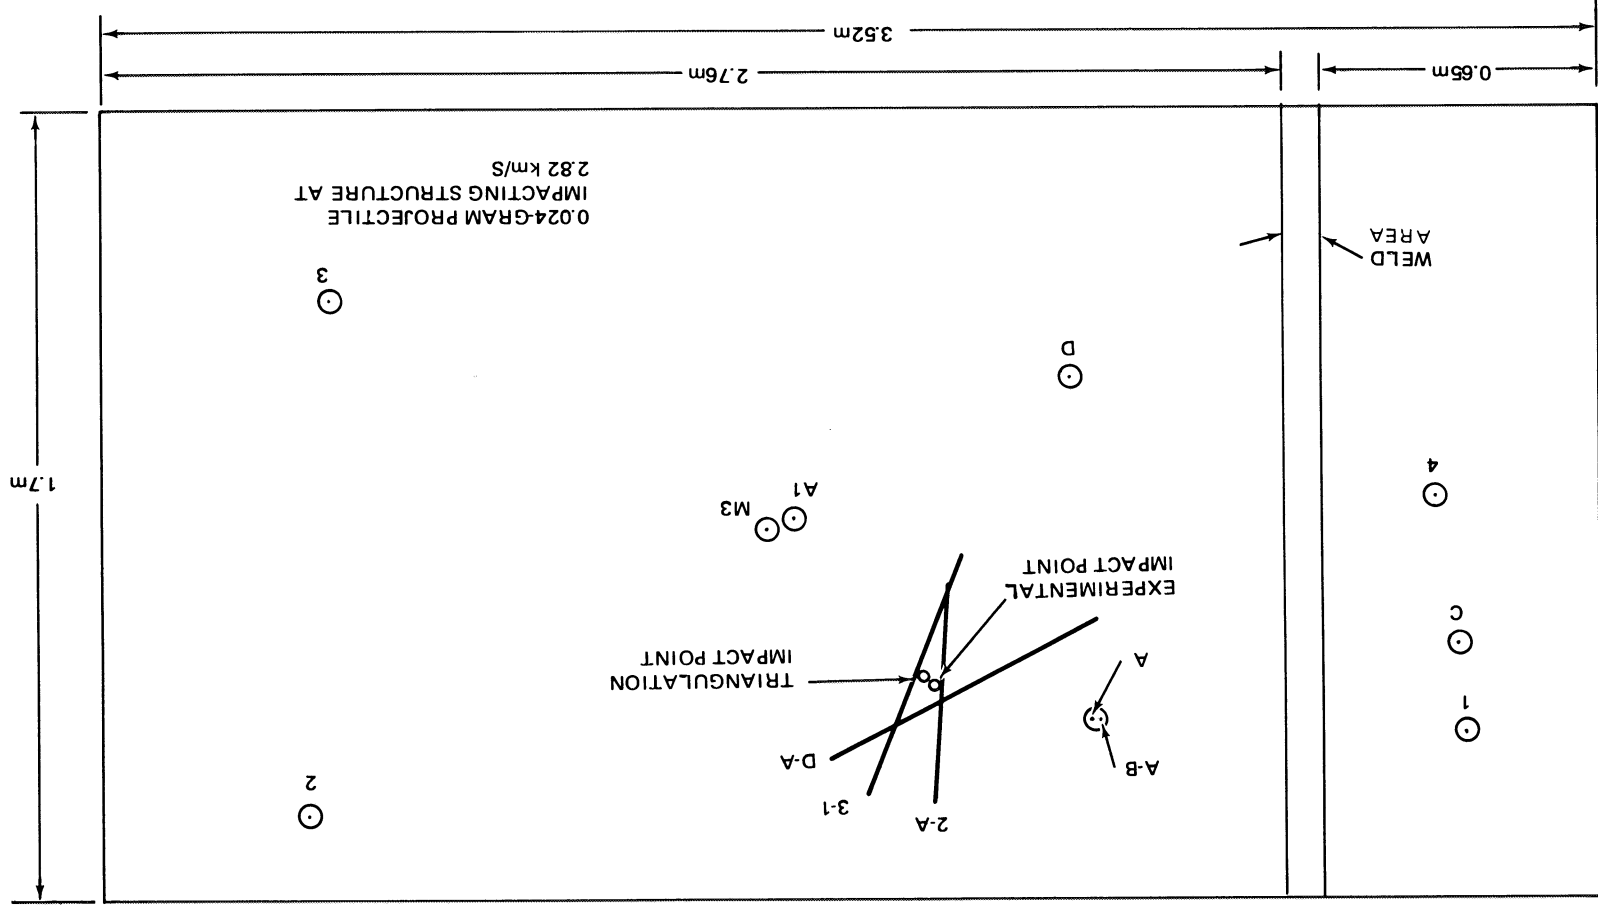 2-A
3-1
2
A-B
D-A
1
TRIANGULATION
IMPACT POINT
A
C
EXPERIMENTAL
IMPACT POINT
M3
A1
1.7m
4
D
3
WELD
AREA
0.024-GRAM PROJECTILE
IMPACTING STRUCTURE AT
2.82 km/S
0.65m
2.76m
3.52m